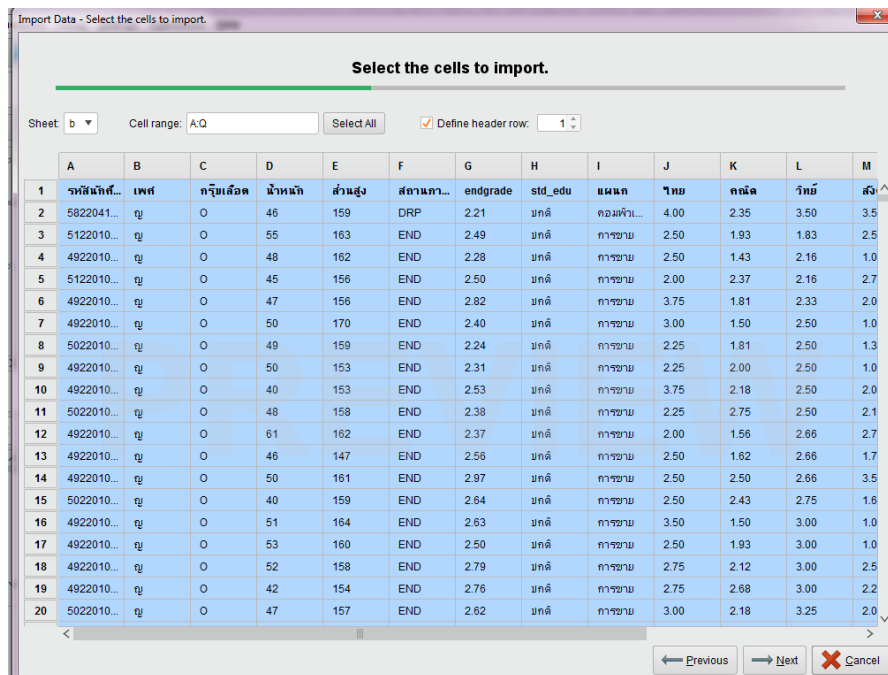 Import Data - Select the cells to import.
Select the cells to import.
Sheet: b Cell range: A:Q Select All Define header row: 1
A B C D E F G H I J K L M
1 รหัสนักศึ... เพศ กรุ๊บเลือด น้ำหนัก ส่วนสูง สถานภา... endgrade std_edu แผนก ไทย คณิต วิทย์
2 5822041... ญ O 46 159 DRP 2.21 ปกติ คอมพิวเ... 4.00 2.35 3.50 3.5
3 5122010... ญ O 55 163 END 2.49 ปกติ การขาย 2.50 1.93 1.83 2.5
4 4922010... ญ O 48 162 END 2.28 ปกติ การขาย 2.50 1.43 2.16 1.0
5 5122010... ญ O 45 156 END 2.50 ปกติ การขาย 2.00 2.37 2.16 2.7
6 4922010... ญ O 47 156 END 2.82 ปกติ การขาย 3.75 1.81 2.33 2.0
7 4922010... ญ O 50 170 END 2.40 ปกติ การขาย 3.00 1.50 2.50 1.0
8 5022010... ญ O 49 159 END 2.24 ปกติ การขาย 2.25 1.81 2.50 1.3
9 4922010... ญ O 50 153 END 2.31 ปกติ การขาย 2.25 2.00 2.50 1.0
10 4922010... ญ O 40 153 END 2.53 ปกติ การขาย 3.75 2.18 2.50 2.0
11 5022010... ญ O 48 158 END 2.38 ปกติ การขาย 2.25 2.75 2.50 2.1
12 4922010... ญ O 61 162 END 2.37 ปกติ การขาย 2.00 1.56 2.66 2.7
13 4922010... ญ O 46 147 END 2.56 ปกติ การขาย 2.50 1.62 2.66 1.7
14 4922010... ญ O 50 161 END 2.97 ปกติ การขาย 2.50 2.50 2.66 3.5
15 5022010... ญ O 40 159 END 2.64 ปกติ การขาย 2.50 2.43 2.75 1.6
16 4922010... ญ O 51 164 END 2.63 ปกติ การขาย 3.50 1.50 3.00 1.0
17 4922010... ญ O 53 160 END 2.50 ปกติ การขาย 2.50 1.93 3.00 1.0
18 4922010... ญ O 52 158 END 2.79 ปกติ การขาย 2.75 2.12 3.00 2.5
19 4922010... ญ O 42 154 END 2.76 ปกติ การขาย 2.75 2.68 3.00 2.2
20 5022010... ญ O 47 157 END 2.62 ปกติ การขาย 3.00 2.18 3.25 2.0
PREVIEW
Previous Next Cancel